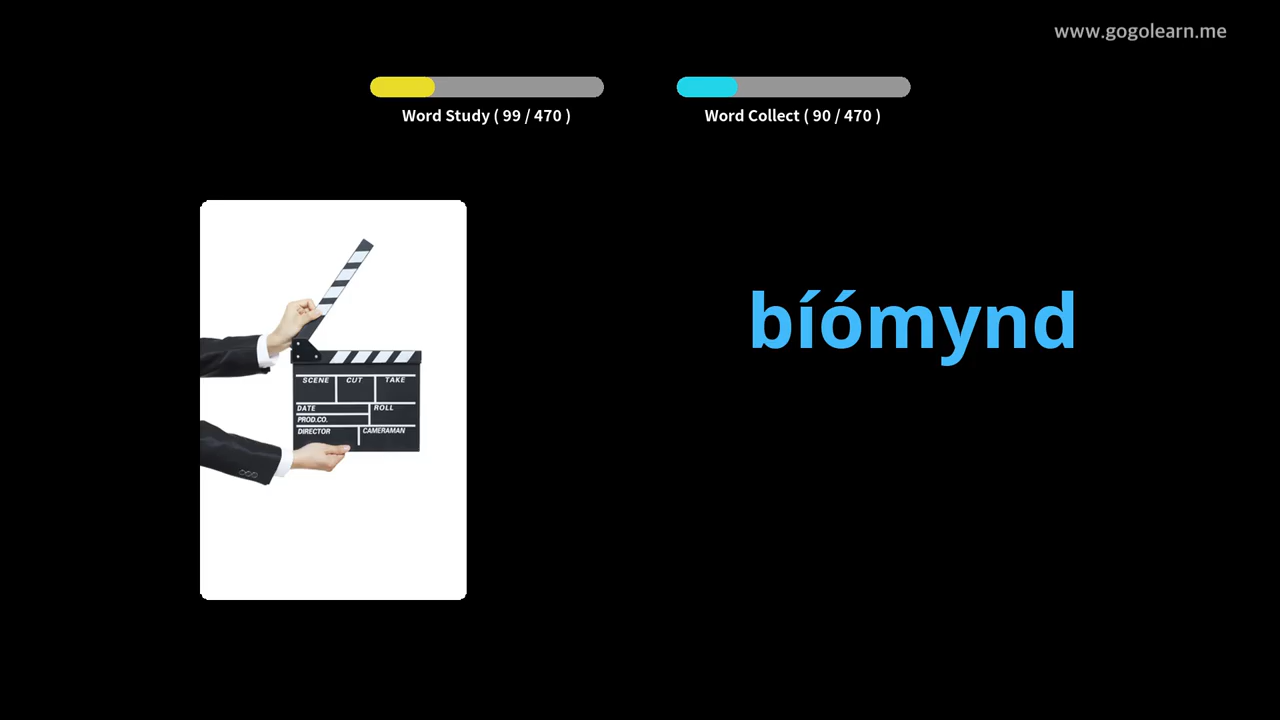 www.gogolearn.me
Word Study ( 99 / 470 )
Word Collect ( 90 / 470 )
bíómynd
SCENE CUT TAKE
DATE ROLL
PROD.CO.
DIRECTOR CAMERAMAN